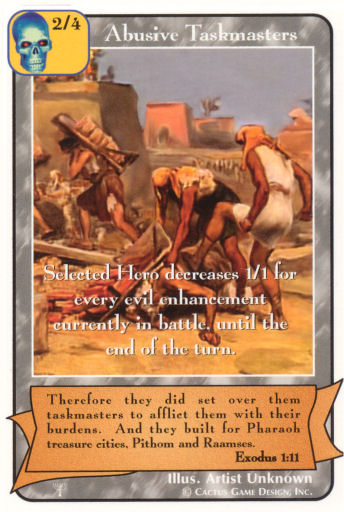 2/4
Abusive Taskmasters
Selected Hero decreases 1/1 for
every evil enhancement
currently in battle, until the
end of the turn.
Therefore they did set over them
taskmasters to afflict them with their
burdens. And they built for Pharaoh
treasure cities, Pithom and Raamses.
Exodus 1:11
Illus. Artist Unknown
© Cactus Game Design, Inc.